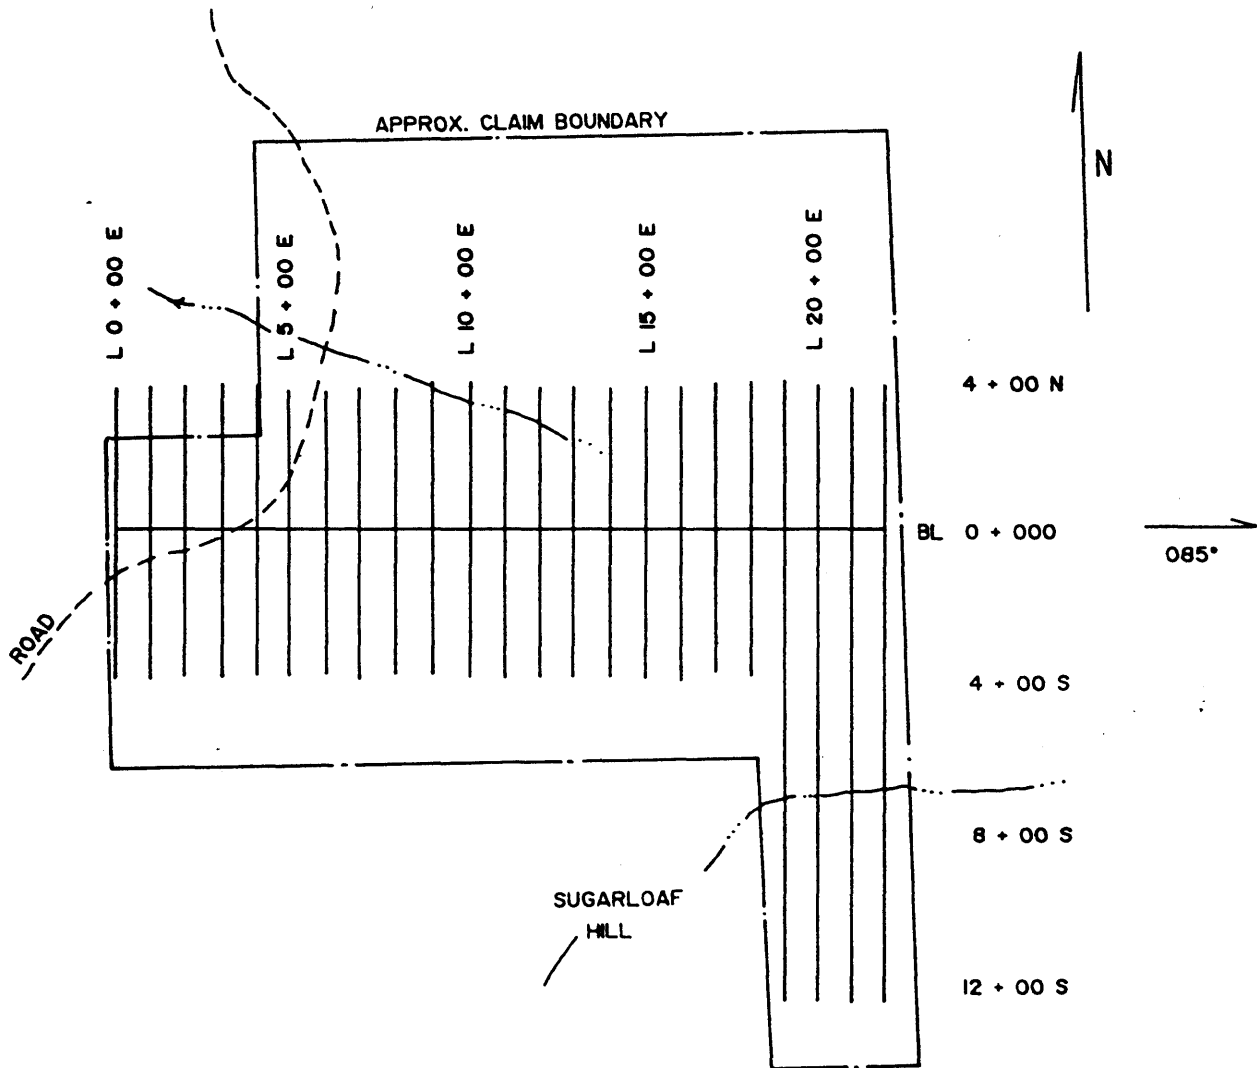 APPROX. CLAIM BOUNDARY
N
L 0 + 00 E
L 5 + 00 E
L 10 + 00 E
L 15 + 00 E
L 20 + 00 E
4 + 00 N
BL 0 + 000
085°
ROAD
4 + 00 S
8 + 00 S
SUGARLOAF
HILL
12 + 00 S